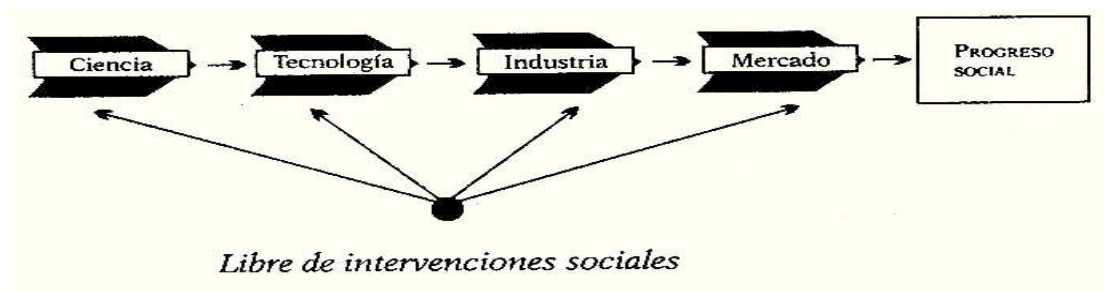 Ciencia
Tecnología
Industria
Mercado
PROGRESO
SOCIAL
Libre de intervenciones sociales